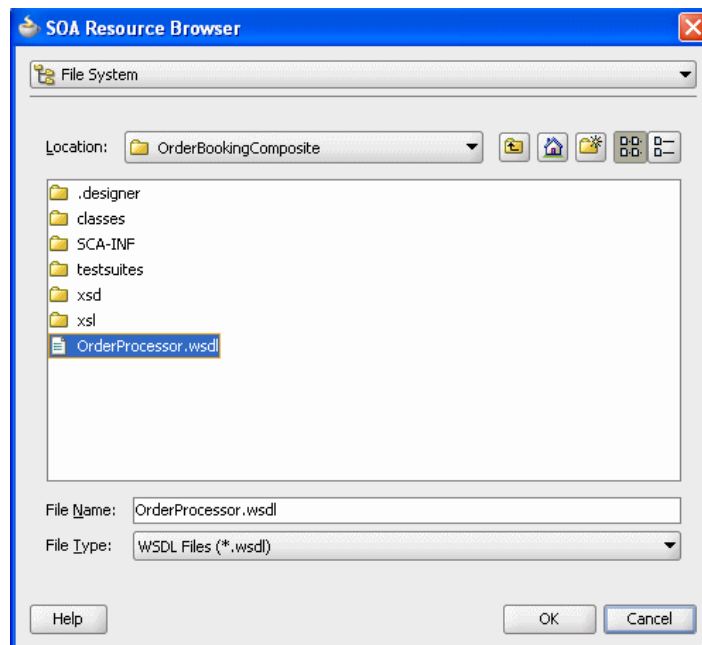 SOA Resource Browser
File System
Location: OrderBookingComposite
.designer
classes
SCA-INF
testsuites
xsd
xsl
OrderProcessor.wsdl
File Name: OrderProcessor.wsdl
File Type: WSDL Files (*.wsdl)
Help OK Cancel